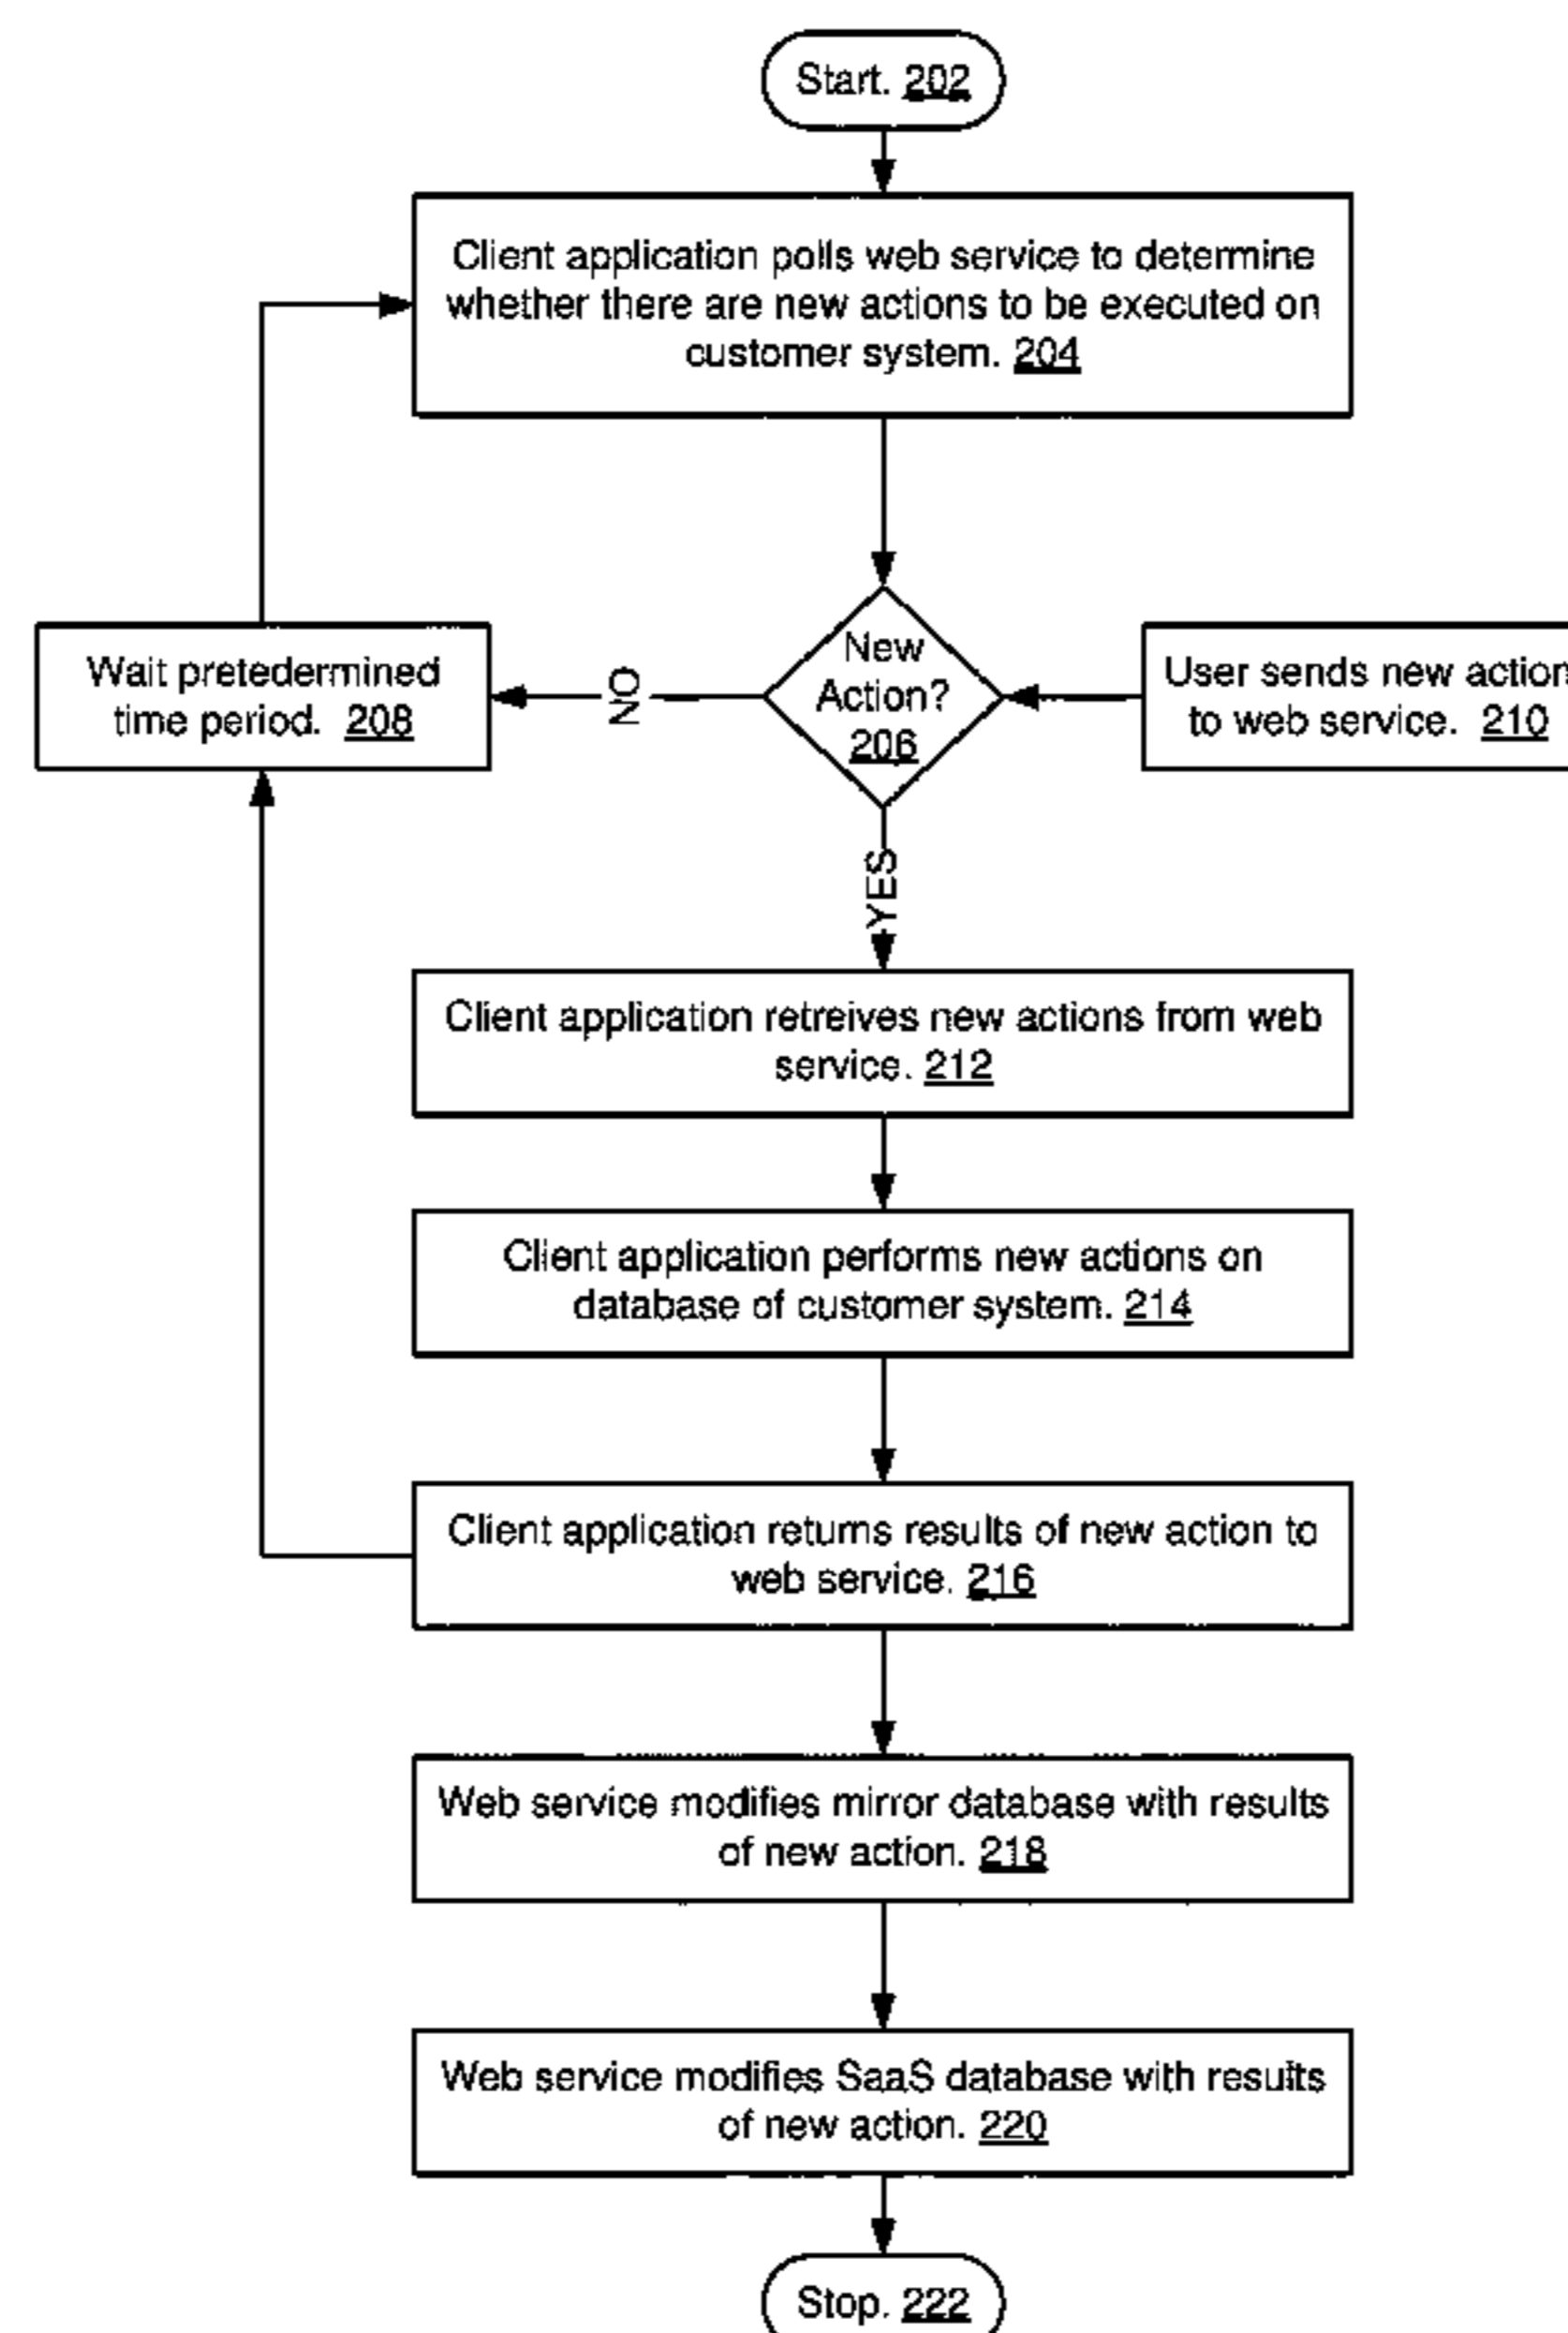 Start. 202
Client application polls web service to determine
whether there are new actions to be executed on
customer system. 204
New
Action?
206
NO
Wait pretedermined
time period. 208
User sends new action
to web service. 210
YES
Client application retreives new actions from web
service. 212
Client application performs new actions on
database of customer system. 214
Client application returns results of new action to
web service. 216
Web service modifies mirror database with results
of new action. 218
Web service modifies SaaS database with results
of new action. 220
Stop. 222